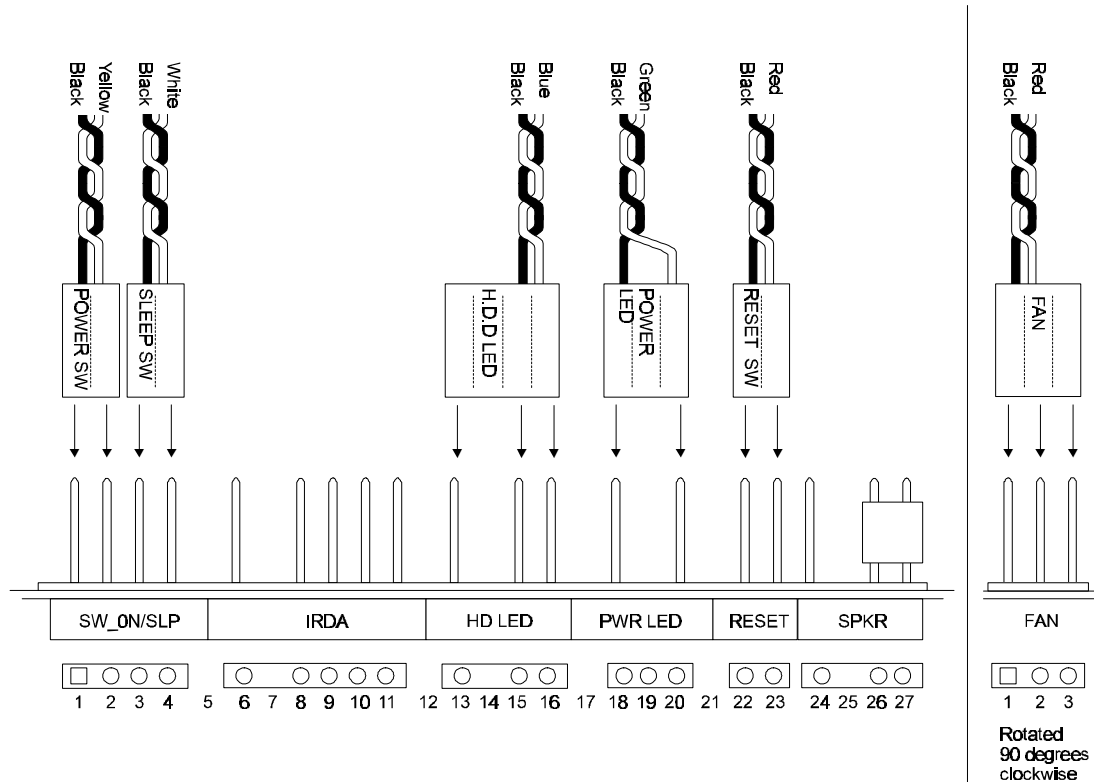 Black Yellow Black White Black Blue Black Green Black Red Black Red
POWER SW SLEEP SW H.D.D LED POWER LED RESET SW FAN
SW_0N/SLP IRDA HD LED PWR LED RESET SPKR FAN
1 2 3 4 5 6 7 8 9 10 11 12 13 14 15 16 17 18 19 20 21 22 23 24 25 26 27 1 2 3
Rotated
90 degrees
clockwise